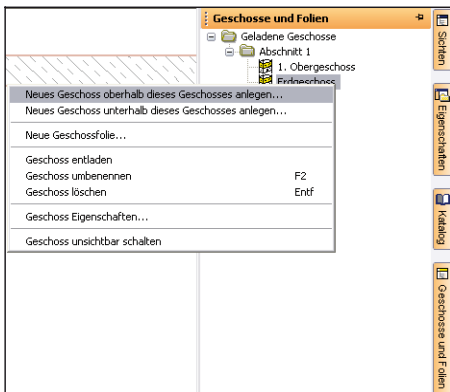 Geschosse und Folien
Geladene Geschosse
Abschnitt 1
1. Obergeschoss
Erdgeschoss
Neues Geschoss oberhalb dieses Geschosses anlegen...
Neues Geschoss unterhalb dieses Geschosses anlegen...
Neue Geschossfolie...
Geschoss entladen
Geschoss umbenennen F2
Geschoss löschen Entf
Geschoss Eigenschaften...
Geschoss unsichtbar schalten
Sichten
Eigenschaften
Katalog
Geschosse und Folien